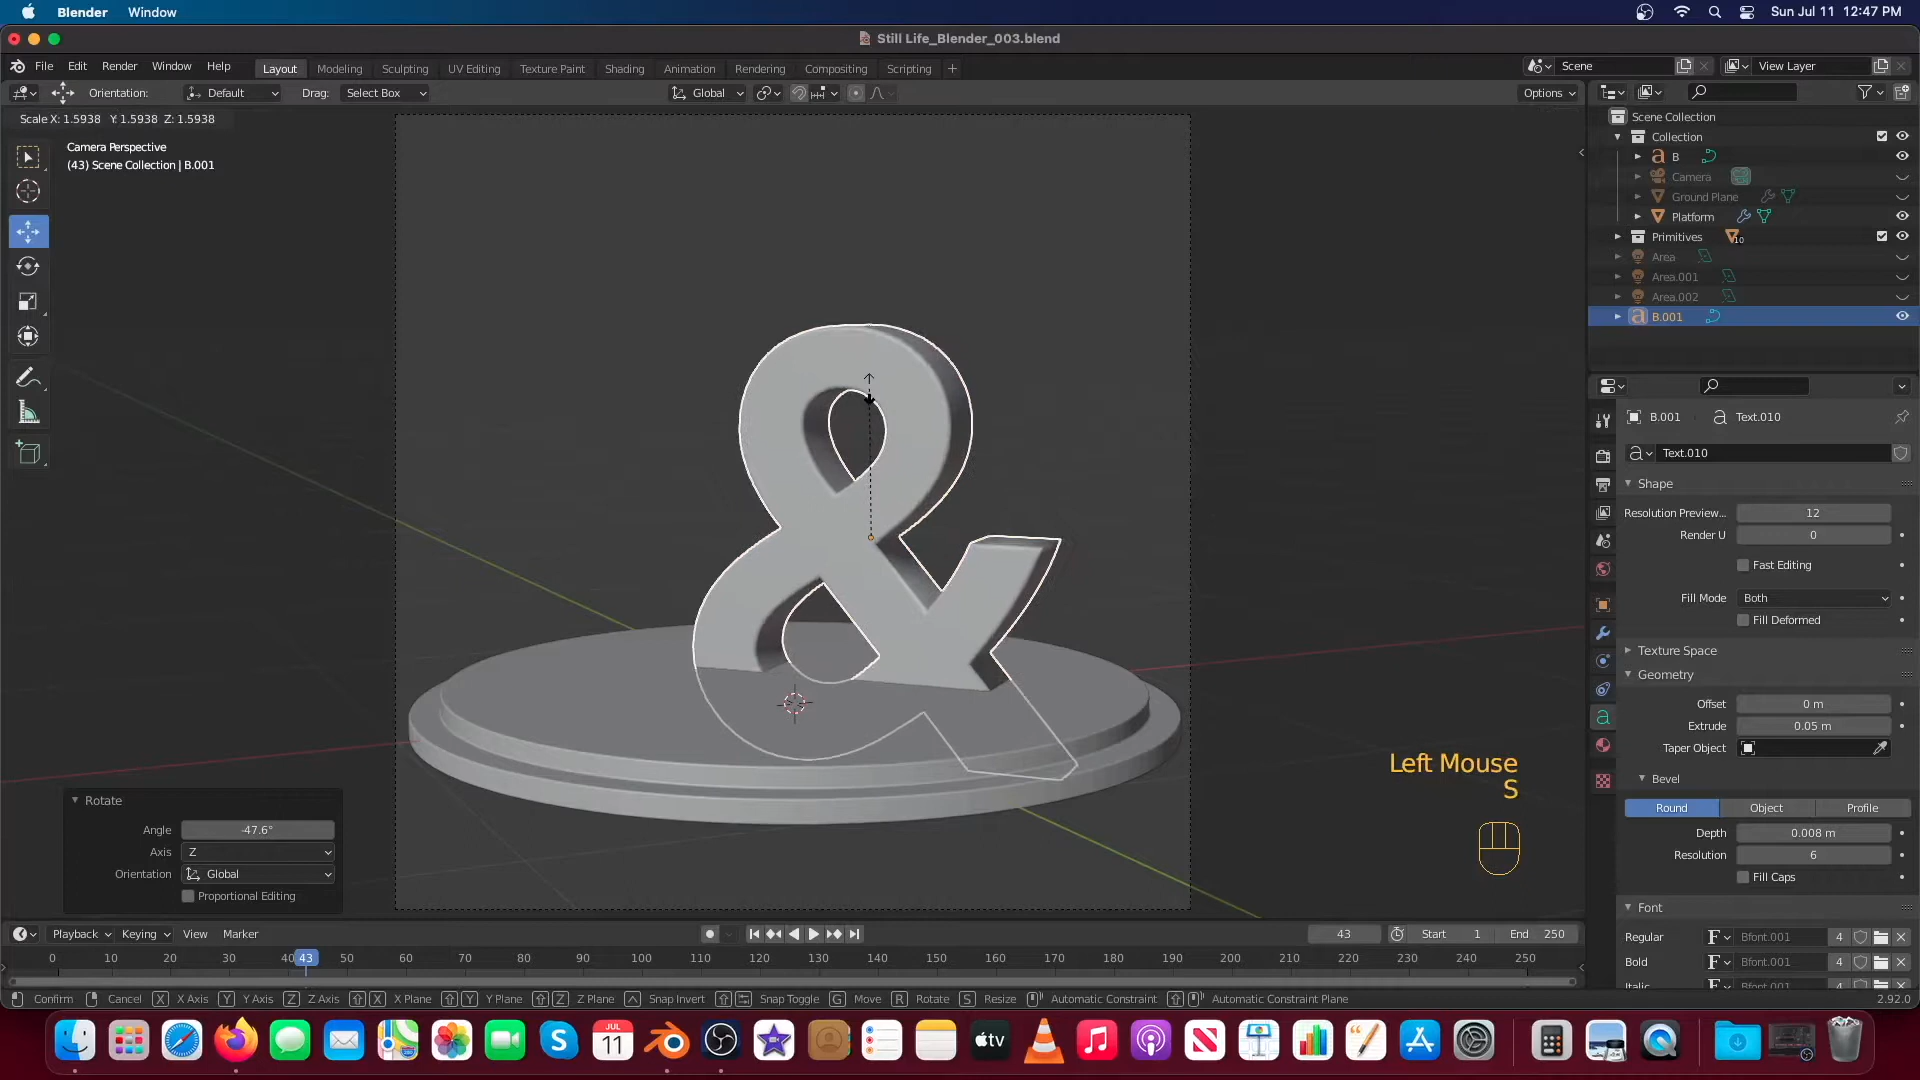 Blender Window Sun Jul 11 12:47 PM
Still Life_Blender_003.blend
File Edit Render Window Help Layout Modeling Sculpting UV Editing Texture Paint Shading Animation Rendering Compositing Scripting + Scene View Layer
Orientation: Default Drag: Select Box Global Options
Scale X: 1.5938 Y: 1.5938 Z: 1.5938
Camera Perspective
(43) Scene Collection | B.001
Scene Collection
Collection
B
Camera
Ground Plane
Platform
Primitives 10
Area
Area.001
Area.002
B.001
B.001 Text.010
Text.010
Shape
Resolution Preview... 12
Render U 0
Fast Editing
Fill Mode Both
Fill Deformed
Texture Space
Geometry
Offset 0 m
Extrude 0.05 m
Taper Object
Bevel
Round Object Profile
Depth 0.008 m
Resolution 6
Fill Caps
Font
Regular Bfont.001 4
Bold Bfont.001 4
&
Left Mouse
S
Rotate
Angle -47.6°
Axis Z
Orientation Global
Proportional Editing
Playback Keying View Marker 43 Start 1 End 250
0 10 20 30 40 43 50 60 70 80 90 100 110 120 130 140 150 160 170 180 190 200 210 220 230 240 250
Confirm Cancel X X Axis Y Y Axis Z Z Axis X X Plane Y Y Plane Z Z Plane Snap Invert Snap Toggle G Move R Rotate S Resize Automatic Constraint Automatic Constraint Plane 2.92.0
JUL
11
tv